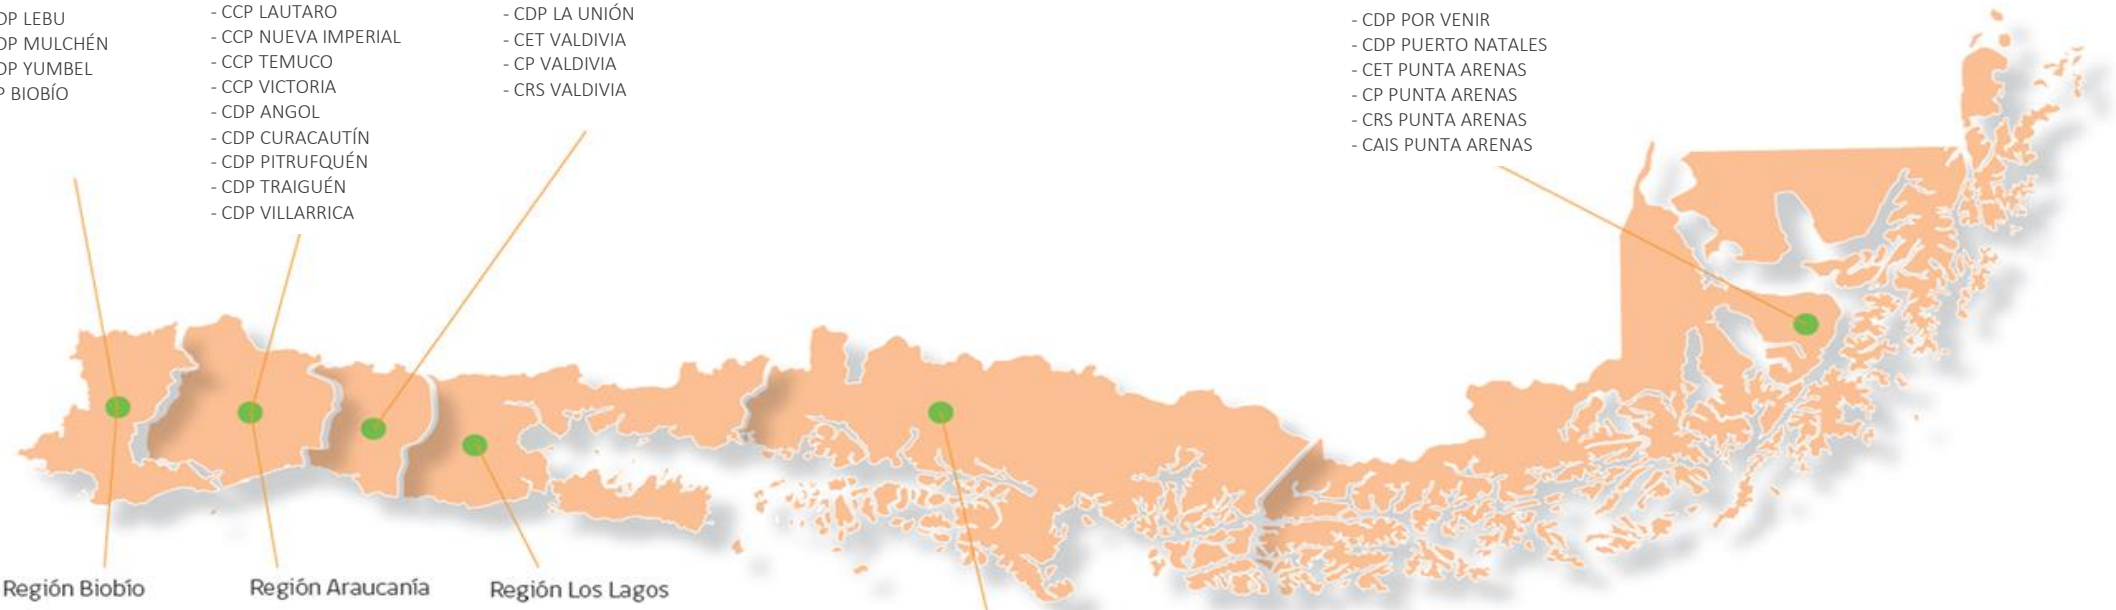 DP LEBU
DP MULCHÉN
DP YUMBEL
P BIOBÍO
- CCP LAUTARO
- CCP NUEVA IMPERIAL
- CCP TEMUCO
- CCP VICTORIA
- CDP ANGOL
- CDP CURACAUTÍN
- CDP PITRUFQUÉN
- CDP TRAIGUÉN
- CDP VILLARRICA
- CDP LA UNIÓN
- CET VALDIVIA
- CP VALDIVIA
- CRS VALDIVIA
- CDP POR VENIR
- CDP PUERTO NATALES
- CET PUNTA ARENAS
- CP PUNTA ARENAS
- CRS PUNTA ARENAS
- CAIS PUNTA ARENAS
Región Biobío
Región Araucanía
Región Los Lagos